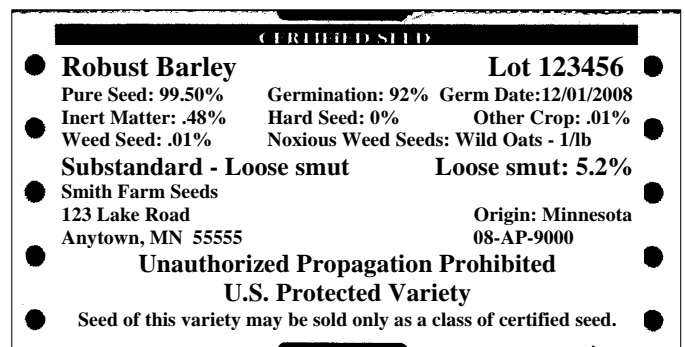 CERTIFIED SEED
Robust Barley Lot 123456
Pure Seed: 99.50% Germination: 92% Germ Date:12/01/2008
Inert Matter: .48% Hard Seed: 0% Other Crop: .01%
Weed Seed: .01% Noxious Weed Seeds: Wild Oats - 1/lb
Substandard - Loose smut Loose smut: 5.2%
Smith Farm Seeds
123 Lake Road Origin: Minnesota
Anytown, MN 55555 08-AP-9000
Unauthorized Propagation Prohibited
U.S. Protected Variety
Seed of this variety may be sold only as a class of certified seed.